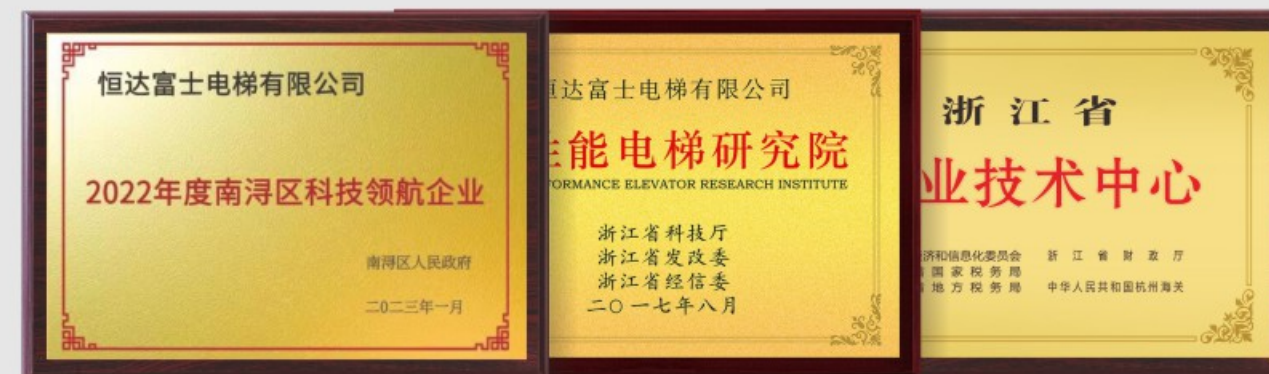 恒达富士电梯有限公司
2022年度南浔区科技领航企业
南浔区人民政府
二〇二三年一月
达富士电梯有限公司
能电梯研究院
FORMANCE ELEVATOR RESEARCH INSTITUTE
浙江省科技厅
浙江省发改委
浙江省经信委
二〇一七年八月
浙江省
业技术中心
济和信息化委员会 浙江省财政厅
国家税务局
地方税务局 中华人民共和国杭州海关